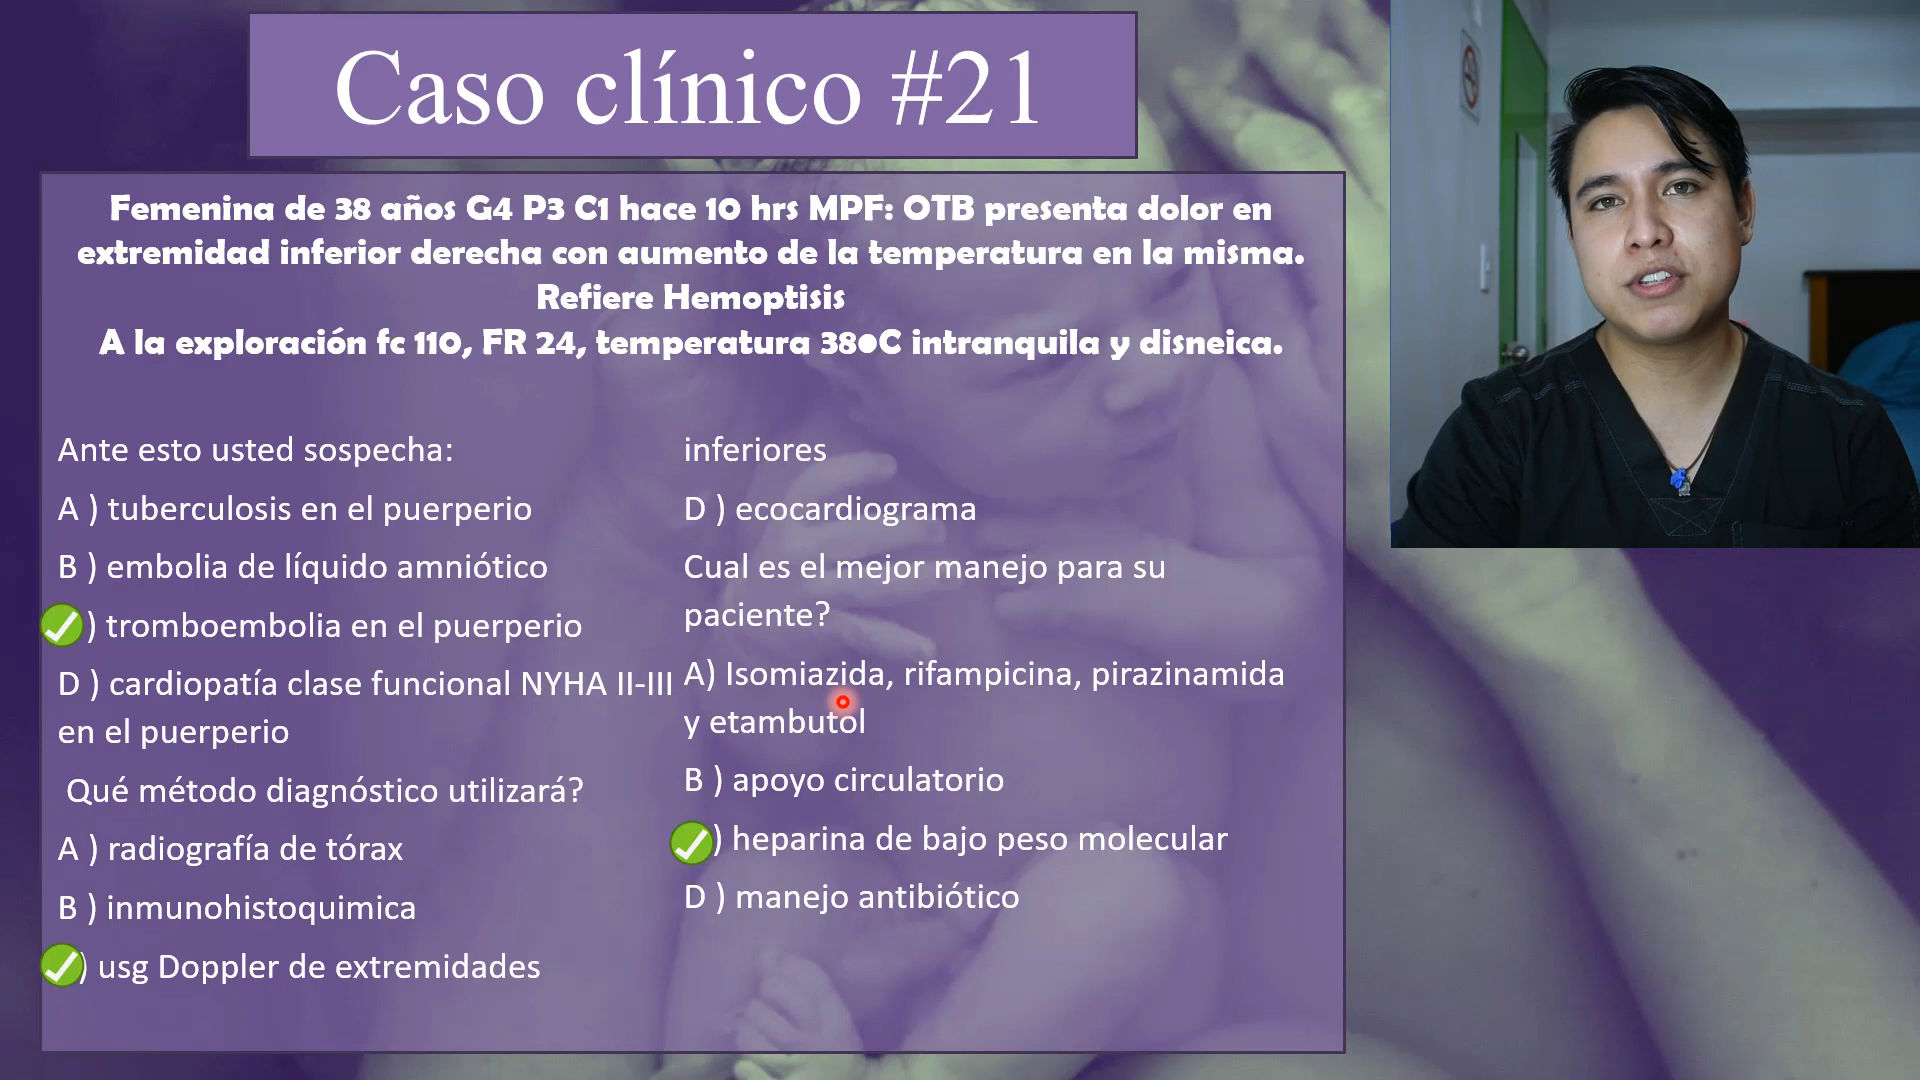 Caso clínico #21
Femenina de 38 años G4 P3 C1 hace 10 hrs MPF: OTB presenta dolor en
extremidad inferior derecha con aumento de la temperatura en la misma.
Refiere Hemoptisis
A la exploración fc 110, FR 24, temperatura 38•C intranquila y disneica.
Ante esto usted sospecha:
A ) tuberculosis en el puerperio
B ) embolia de líquido amniótico
) tromboembolia en el puerperio
D ) cardiopatía clase funcional NYHA II-III
en el puerperio
Qué método diagnóstico utilizará?
A ) radiografía de tórax
B ) inmunohistoquimica
) usg Doppler de extremidades
inferiores
D ) ecocardiograma
Cual es el mejor manejo para su
paciente?
A) Isomiazida, rifampicina, pirazinamida
y etambutol
B ) apoyo circulatorio
) heparina de bajo peso molecular
D ) manejo antibiótico